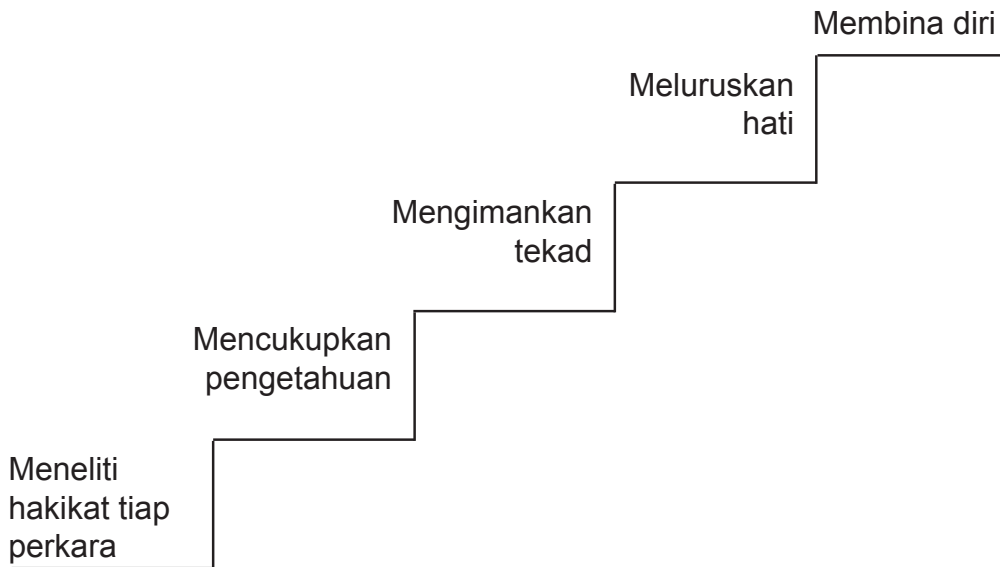 Membina diri
Meluruskan
hati
Mengimankan
tekad
Mencukupkan
pengetahuan
Meneliti
hakikat tiap
perkara